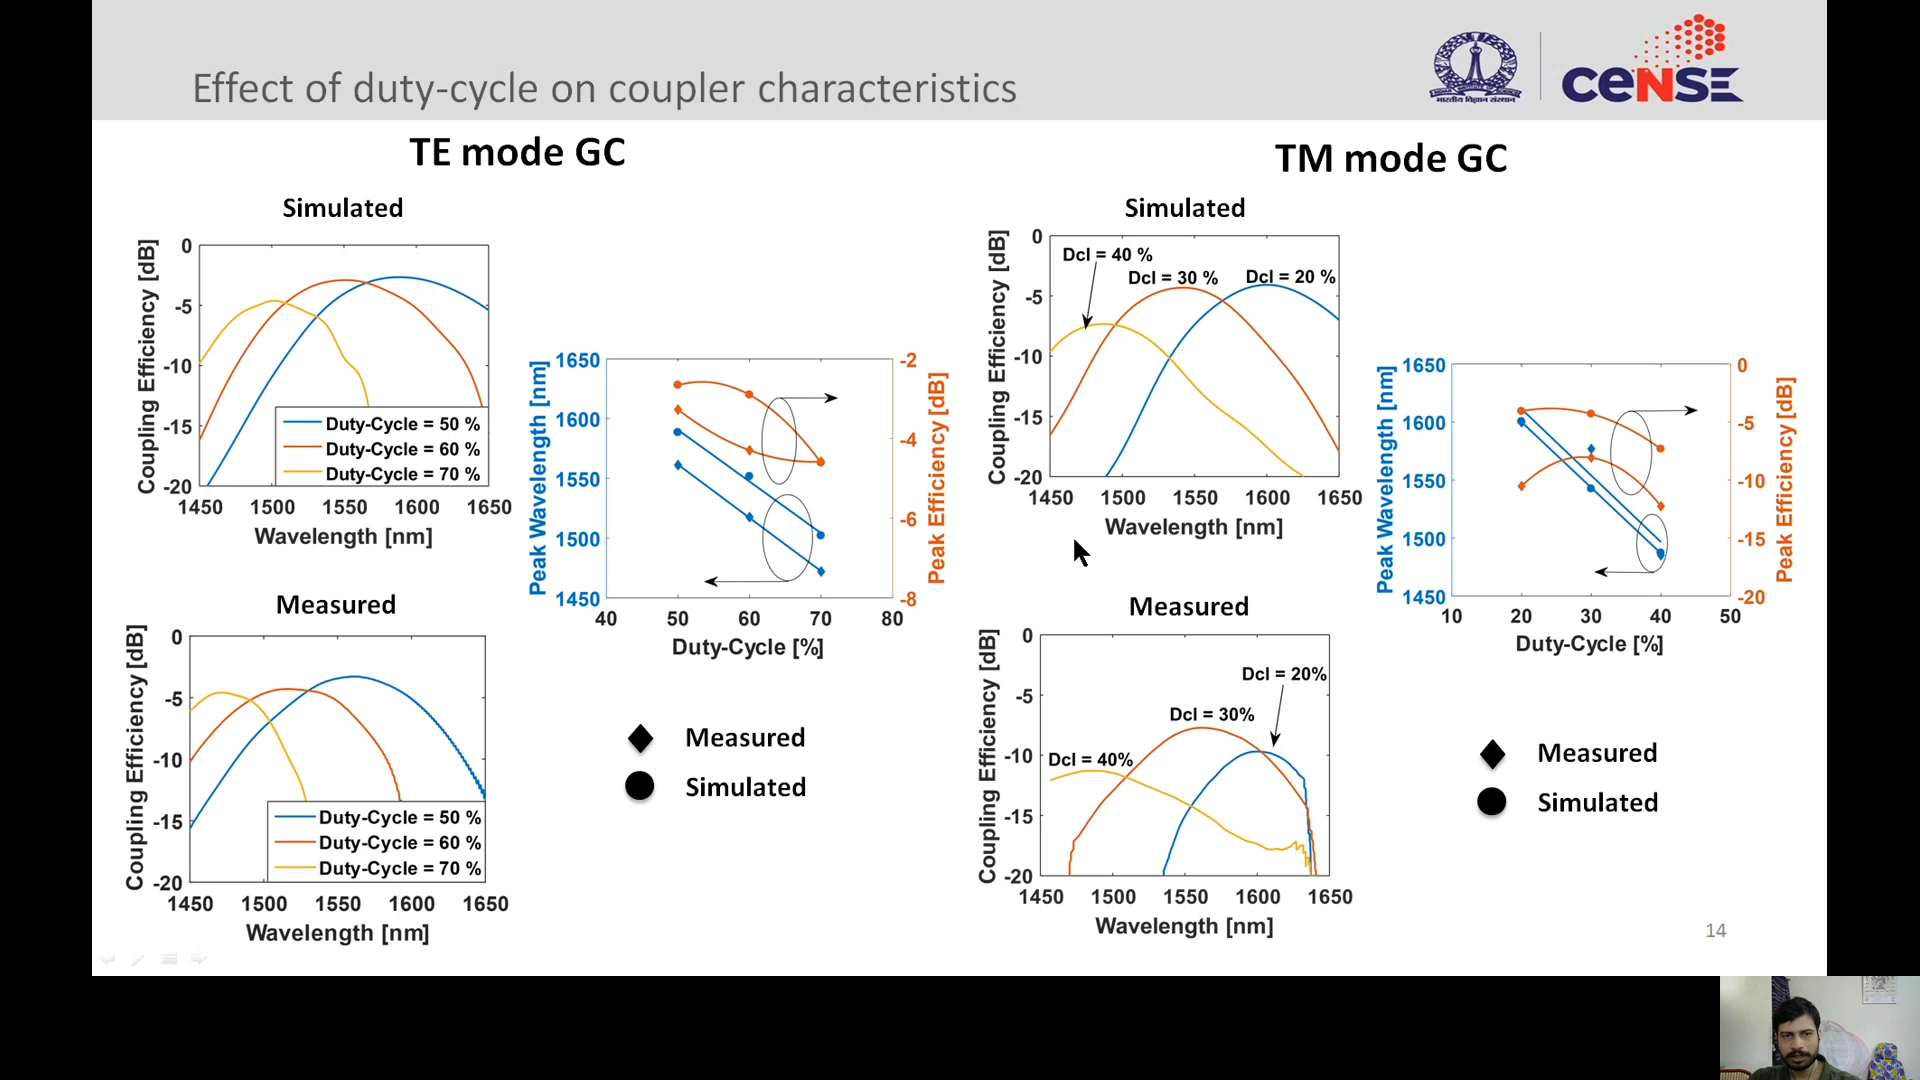 Effect of duty-cycle on coupler characteristics
भारतीय विज्ञान संस्थान
CeNSE
TE mode GC
Simulated
Coupling Efficiency [dB]
0
-5
-10
-15
-20
Duty-Cycle = 50 %
Duty-Cycle = 60 %
Duty-Cycle = 70 %
1450 1500 1550 1600 1650
Wavelength [nm]
Measured
Coupling Efficiency [dB]
0
-5
-10
-15
-20
Duty-Cycle = 50 %
Duty-Cycle = 60 %
Duty-Cycle = 70 %
1450 1500 1550 1600 1650
Wavelength [nm]
Peak Wavelength [nm]
1650
1600
1550
1500
1450
-2
-4
-6
-8
Peak Efficiency [dB]
40 50 60 70 80
Duty-Cycle [%]
Measured
Simulated
TM mode GC
Simulated
Coupling Efficiency [dB]
0
-5
-10
-15
-20
Dcl = 40 %
Dcl = 30 %
Dcl = 20 %
1450 1500 1550 1600 1650
Wavelength [nm]
Measured
Coupling Efficiency [dB]
0
-5
-10
-15
-20
Dcl = 20%
Dcl = 30%
Dcl = 40%
1450 1500 1550 1600 1650
Wavelength [nm]
Peak Wavelength [nm]
1650
1600
1550
1500
1450
0
-5
-10
-15
-20
Peak Efficiency [dB]
10 20 30 40 50
Duty-Cycle [%]
Measured
Simulated
14